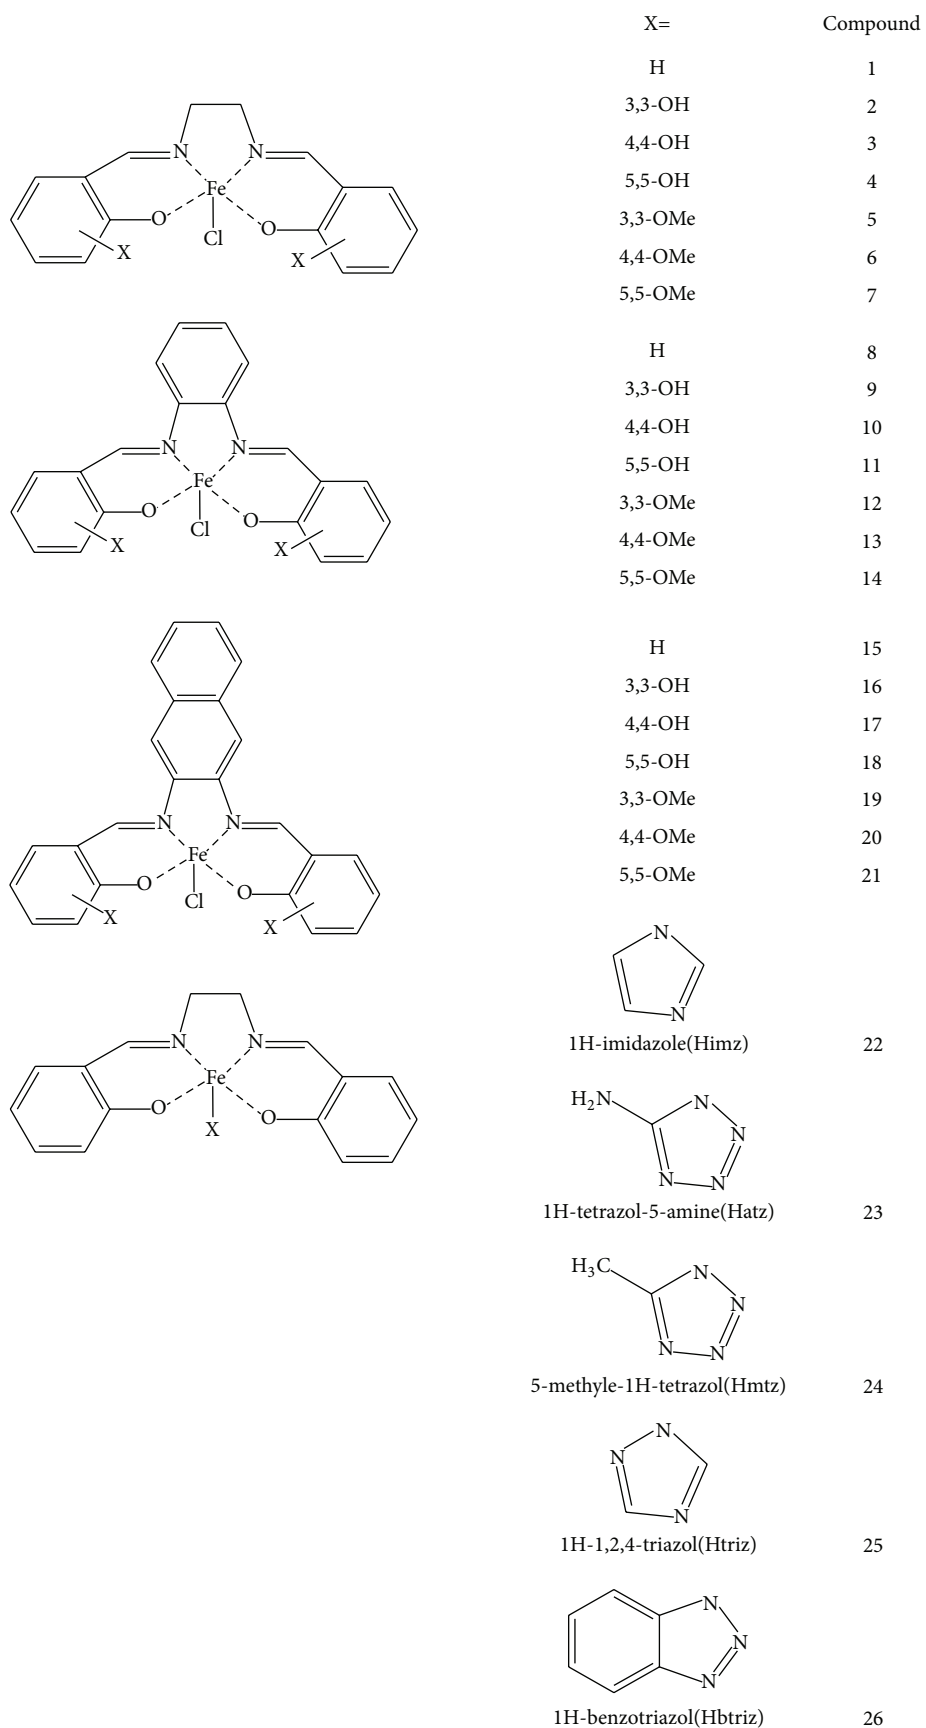 X= Compound
H 1
3,3-OH 2
4,4-OH 3
5,5-OH 4
3,3-OMe 5
4,4-OMe 6
5,5-OMe 7
N N
Fe
O O
Cl
X X
H 8
3,3-OH 9
4,4-OH 10
5,5-OH 11
3,3-OMe 12
4,4-OMe 13
5,5-OMe 14
N N
Fe
O O
Cl
X X
H 15
3,3-OH 16
4,4-OH 17
5,5-OH 18
3,3-OMe 19
4,4-OMe 20
5,5-OMe 21
N N
Fe
O O
Cl
X X
N
N
1H-imidazole(Himz) 22
N N
Fe
O O
X
H₂N N
N
N N
1H-tetrazol-5-amine(Hatz) 23
H₃C N
N
N N
5-methyle-1H-tetrazol(Hmtz) 24
N
N
N
1H-1,2,4-triazol(Htriz) 25
N
N
N
1H-benzotriazol(Hbtriz) 26